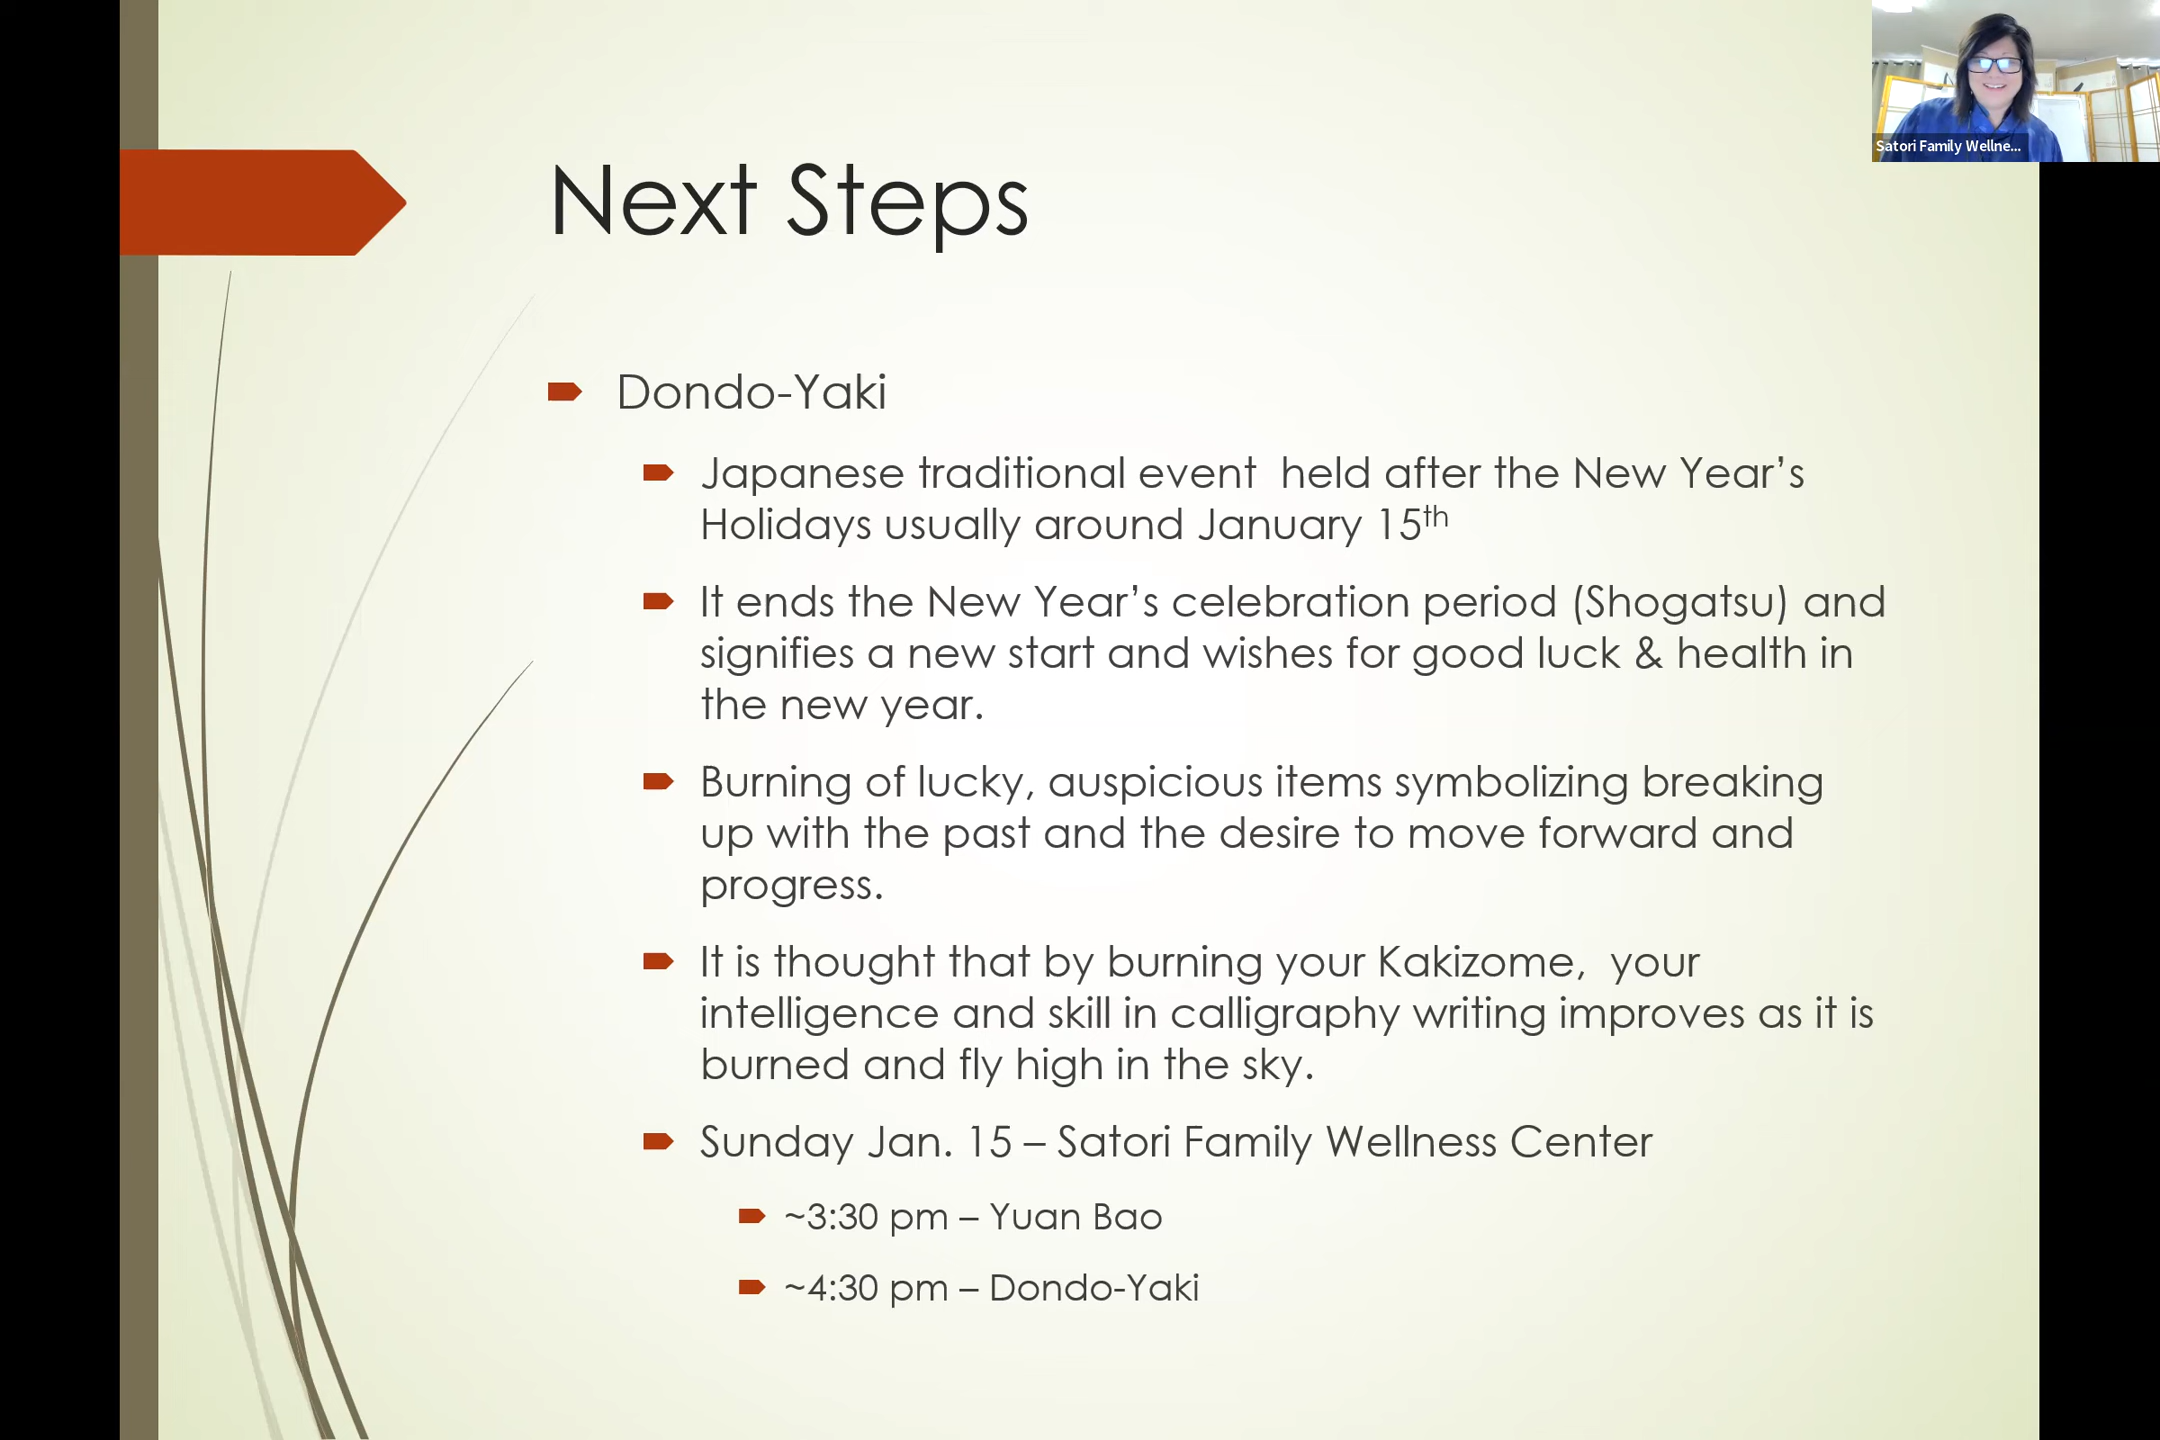 Satori Family Wellne...
Next Steps
Dondo-Yaki
Japanese traditional event  held after the New Year’s
Holidays usually around January 15th
It ends the New Year’s celebration period (Shogatsu) and
signifies a new start and wishes for good luck & health in
the new year.
Burning of lucky, auspicious items symbolizing breaking
up with the past and the desire to move forward and
progress.
It is thought that by burning your Kakizome,  your
intelligence and skill in calligraphy writing improves as it is
burned and fly high in the sky.
Sunday Jan. 15 – Satori Family Wellness Center
~3:30 pm – Yuan Bao
~4:30 pm – Dondo-Yaki